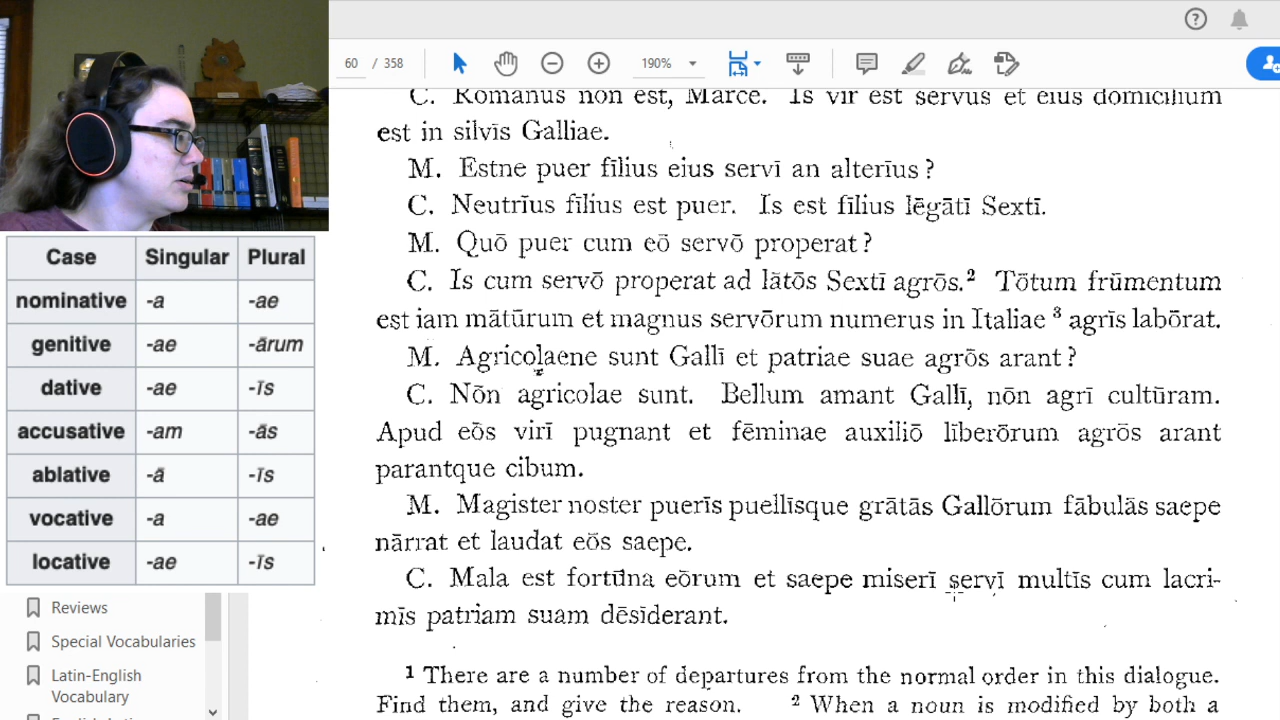 60 / 358
190%
C. Romanus non est, Marce. Is vir est servus et eius domicilium
est in silvīs Galliae.
M. Estne puer fīlius eius servī an alterīus?
C. Neutrīus fīlius est puer. Is est fīlius lēgātī Sextī.
M. Quō puer cum eō servō properat?
C. Is cum servō properat ad lātōs Sextī agrōs.² Tōtum frūmentum
est iam mātūrum et magnus servōrum numerus in Italiae ³ agrīs labōrat.
M. Agricolaene sunt Gallī et patriae suae agrōs arant?
C. Nōn agricolae sunt. Bellum amant Gallī, nōn agrī cultūram.
Apud eōs virī pugnant et fēminae auxiliō līberōrum agrōs arant
parantque cibum.
M. Magister noster puerīs puellīsque grātās Gallōrum fābulās saepe
nārrat et laudat eōs saepe.
C. Mala est fortūna eōrum et saepe miserī servī multīs cum lacri-
mīs patriam suam dēsīderant.
1 There are a number of departures from the normal order in this dialogue.
Find them, and give the reason. 2 When a noun is modified by both a
Case Singular Plural
nominative -a -ae
genitive -ae -ārum
dative -ae -īs
accusative -am -ās
ablative -ā -īs
vocative -a -ae
locative -ae -īs
Reviews
Special Vocabularies
Latin-English
Vocabulary